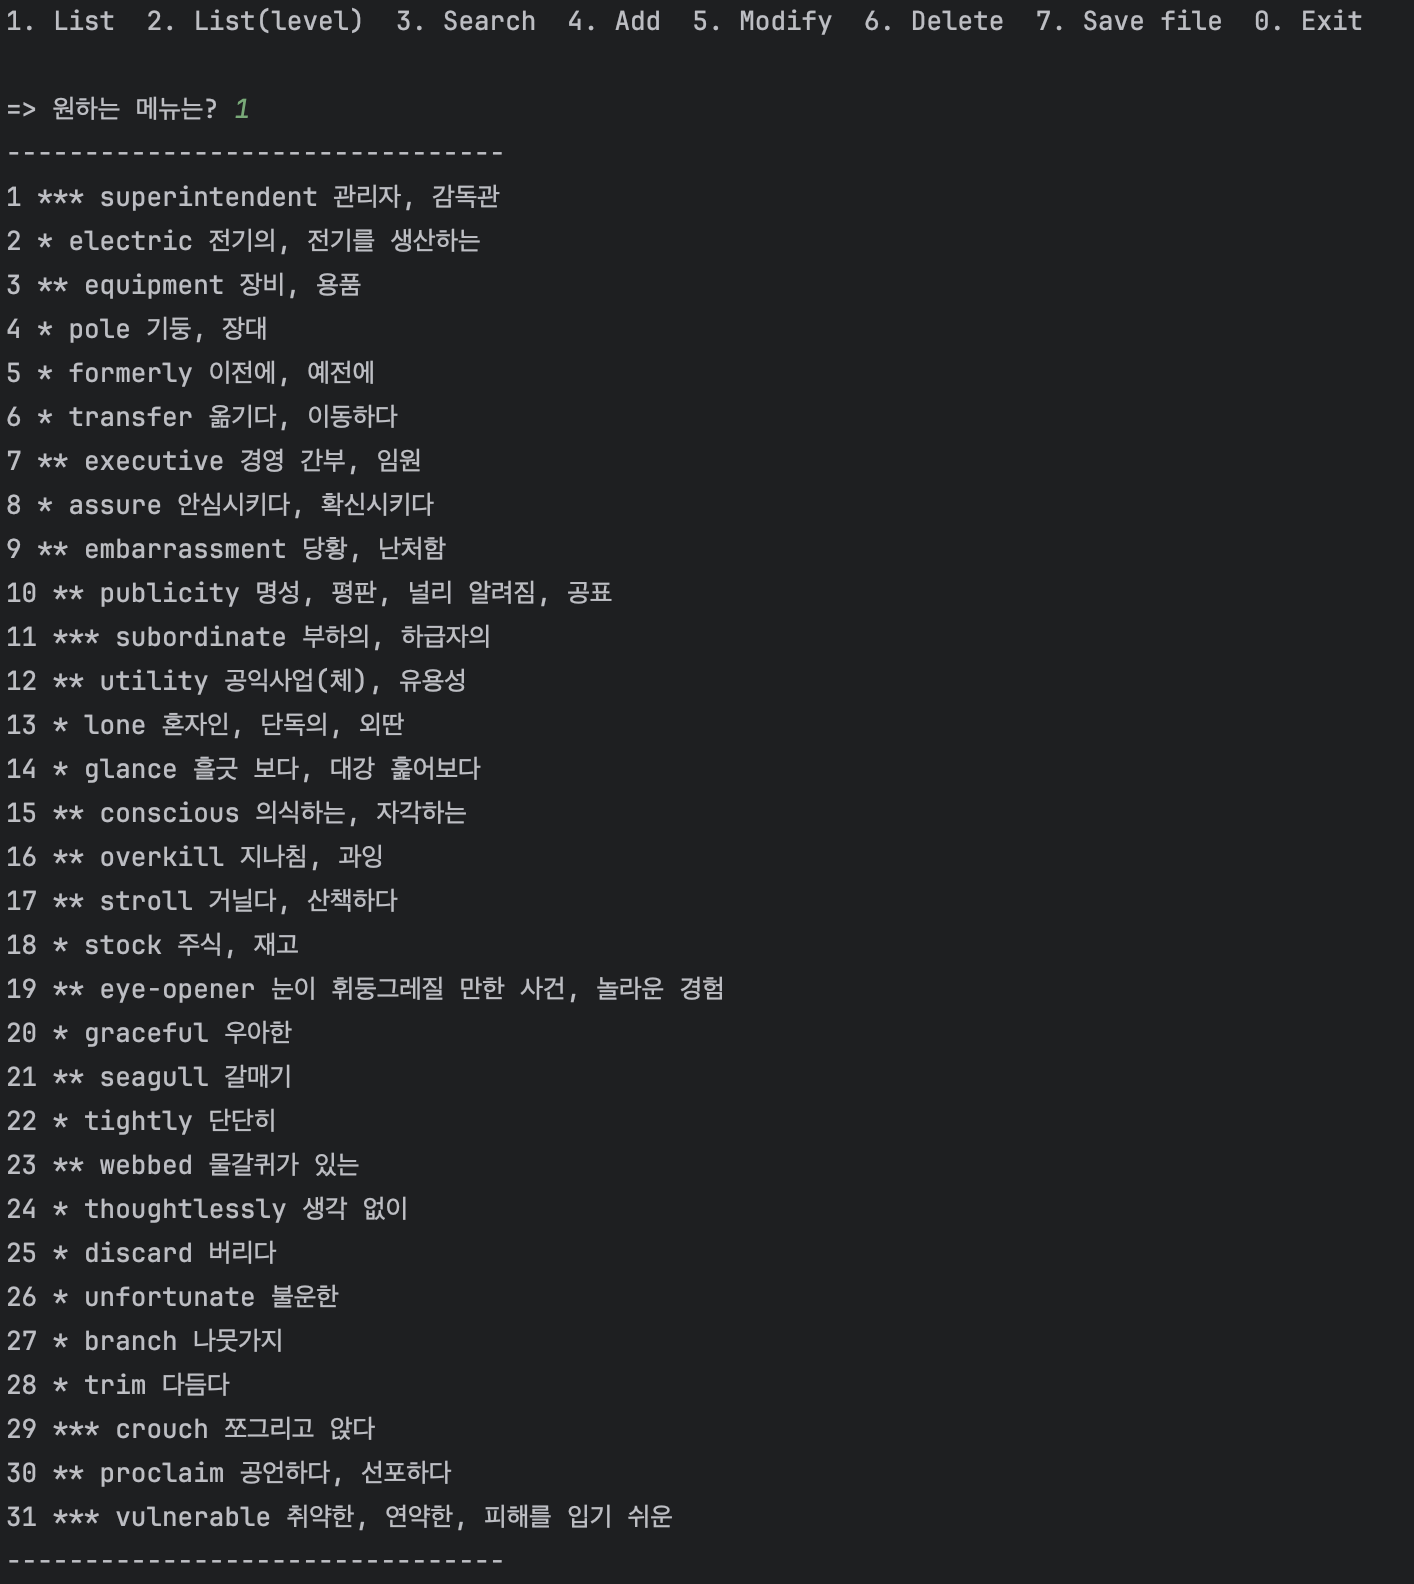 1. List  2. List(level)  3. Search  4. Add  5. Modify  6. Delete  7. Save file  0. Exit
=> 원하는 메뉴는? 1
--------------------------------
1 *** superintendent 관리자, 감독관
2 * electric 전기의, 전기를 생산하는
3 ** equipment 장비, 용품
4 * pole 기둥, 장대
5 * formerly 이전에, 예전에
6 * transfer 옮기다, 이동하다
7 ** executive 경영 간부, 임원
8 * assure 안심시키다, 확신시키다
9 ** embarrassment 당황, 난처함
10 ** publicity 명성, 평판, 널리 알려짐, 공표
11 *** subordinate 부하의, 하급자의
12 ** utility 공익사업(체), 유용성
13 * lone 혼자인, 단독의, 외딴
14 * glance 흘긋 보다, 대강 훑어보다
15 ** conscious 의식하는, 자각하는
16 ** overkill 지나침, 과잉
17 ** stroll 거닐다, 산책하다
18 * stock 주식, 재고
19 ** eye-opener 눈이 휘둥그레질 만한 사건, 놀라운 경험
20 * graceful 우아한
21 ** seagull 갈매기
22 * tightly 단단히
23 ** webbed 물갈퀴가 있는
24 * thoughtlessly 생각 없이
25 * discard 버리다
26 * unfortunate 불운한
27 * branch 나뭇가지
28 * trim 다듬다
29 *** crouch 쪼그리고 앉다
30 ** proclaim 공언하다, 선포하다
31 *** vulnerable 취약한, 연약한, 피해를 입기 쉬운
--------------------------------